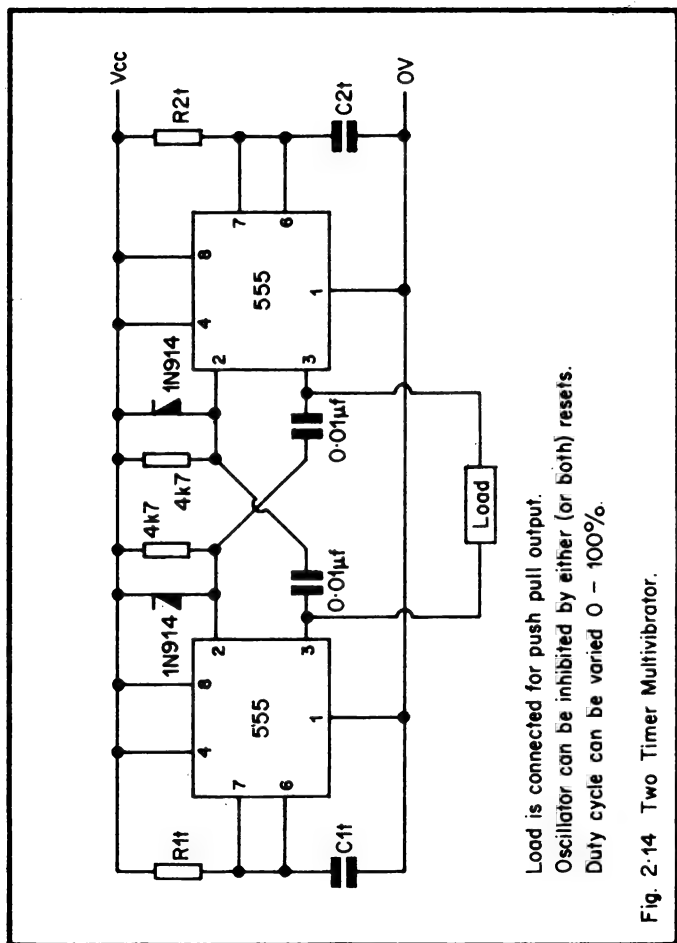 Vcc
R1t
1N914
4k7
4k7
1N914
R2t
4
8
4
8
7
555
2
2
555
7
6
3
3
6
1
1
0·01µf
0·01µf
C1t
C2t
0V
Load
Load is connected for push pull output.
Oscillator can be inhibited by either (or both) resets.
Duty cycle can be varied 0 – 100%.
Fig. 2·14 Two Timer Multivibrator.